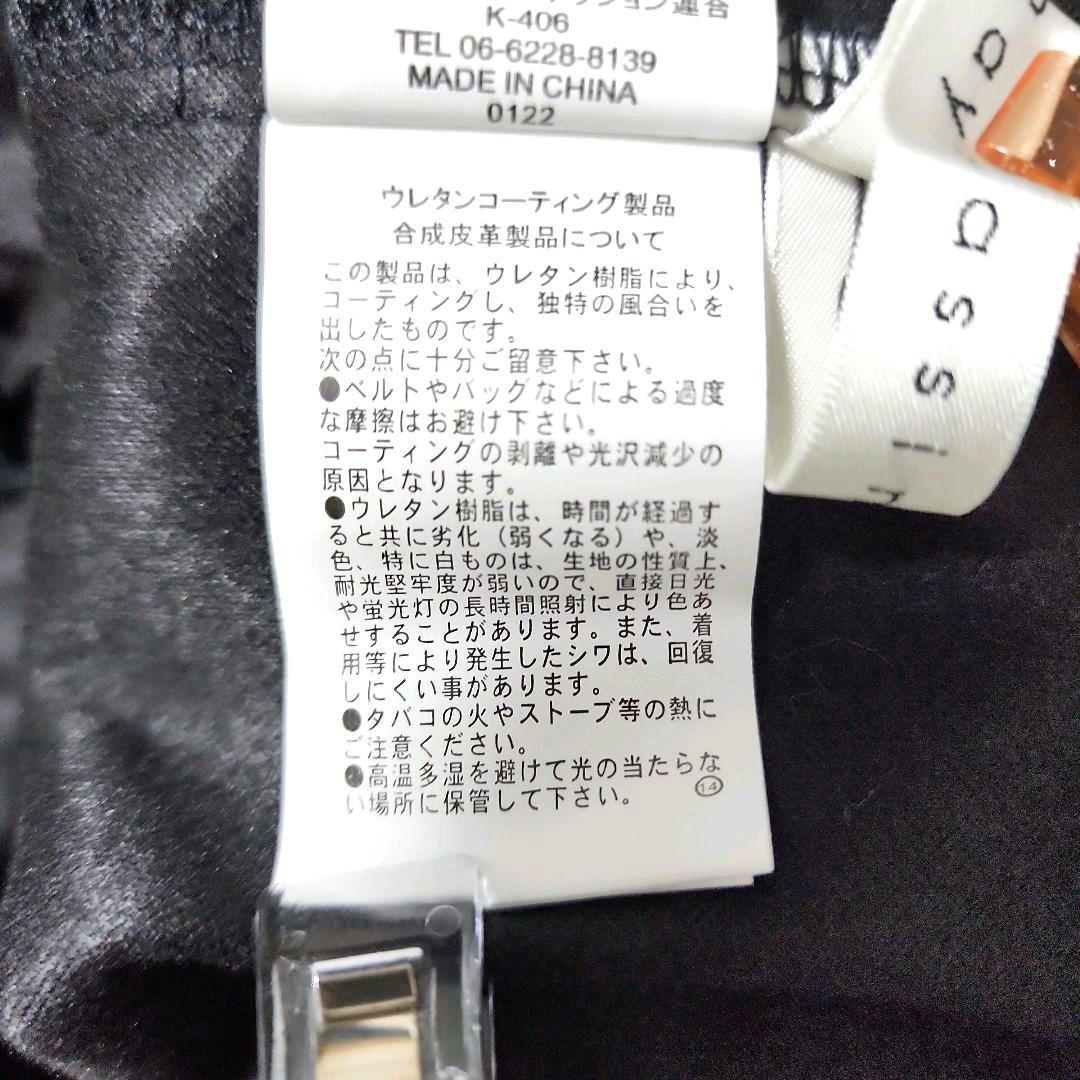 ション連合
K-406
TEL 06-6228-8139
MADE IN CHINA
0122
ウレタンコーティング製品
合成皮革製品について
この製品は、ウレタン樹脂により、
コーティングし、独特の風合いを
出したものです。
次の点に十分ご留意下さい。
●ベルトやバッグなどによる過度
な摩擦はお避け下さい。
コーティングの剥離や光沢減少の
原因となります。
●ウレタン樹脂は、時間が経過す
ると共に劣化（弱くなる）や、淡
色、特に白ものは、生地の性質上、
耐光堅牢度が弱いので、直接日光
や蛍光灯の長時間照射により色あ
せすることがあります。また、着
用等により発生したシワは、回復
しにくい事があります。
●タバコの火やストーブ等の熱に
ご注意ください。
●高温多湿を避けて光の当たらな
い場所に保管して下さい。
14